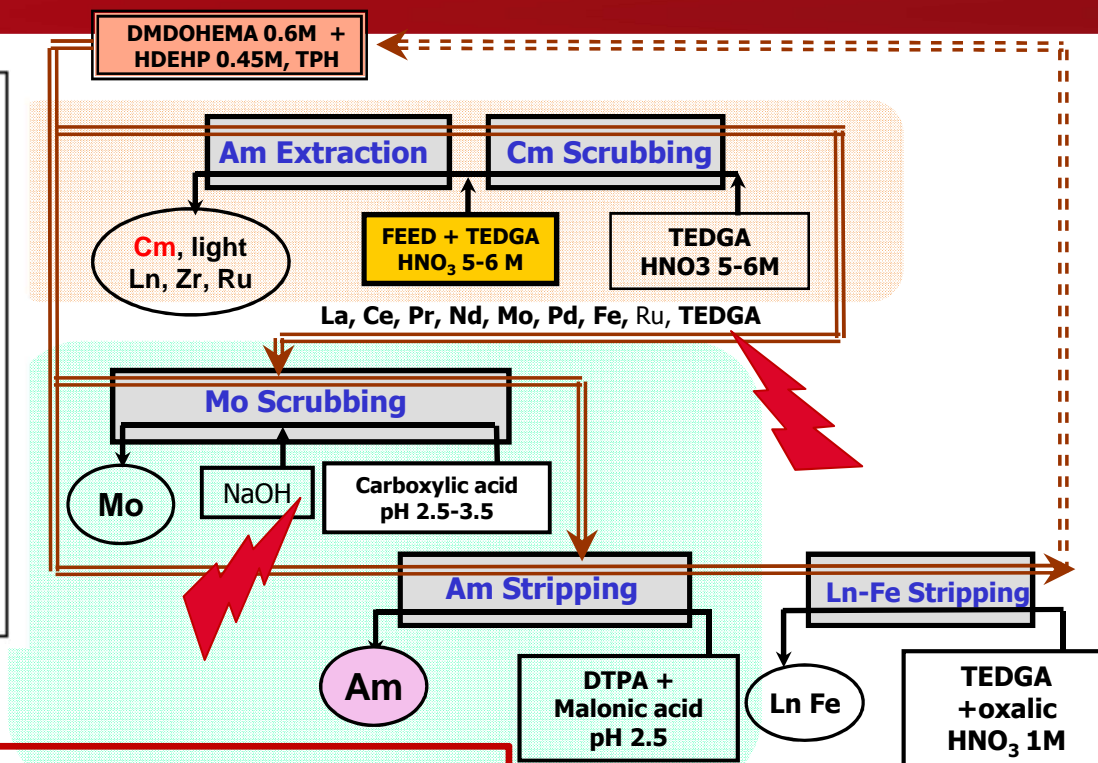 DMDOHEMA 0.6M +
HDEHP 0.45M, TPH
Am Extraction
Cm Scrubbing
Cm, light
Ln, Zr, Ru
FEED + TEDGA
HNO₃ 5-6 M
TEDGA
HNO3 5-6M
La, Ce, Pr, Nd, Mo, Pd, Fe, Ru, TEDGA
Mo Scrubbing
Mo
NaOH
Carboxylic acid
pH 2.5-3.5
Am Stripping
Ln-Fe Stripping
Am
DTPA +
Malonic acid
pH 2.5
Ln Fe
TEDGA
+oxalic
HNO₃ 1M